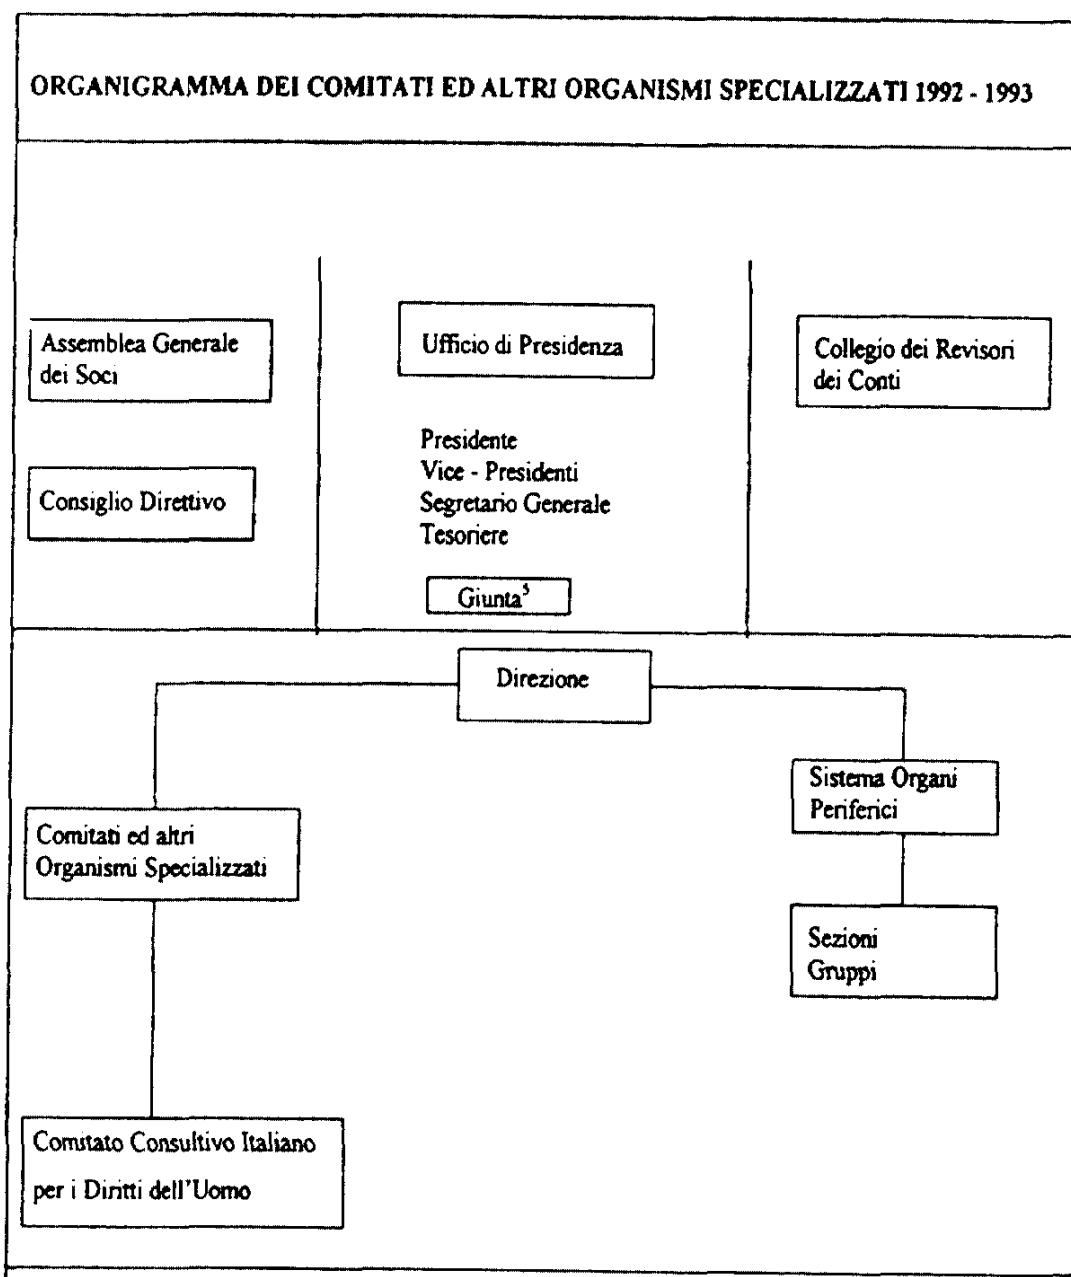 ORGANIGRAMMA DEI COMITATI ED ALTRI ORGANISMI SPECIALIZZATI 1992 - 1993
Assemblea Generale
dei Soci
Consiglio Direttivo
Ufficio di Presidenza
Presidente
Vice - Presidenti
Segretario Generale
Tesoriere
Giunta⁵
Collegio dei Revisori
dei Conti
Direzione
Comitati ed altri
Organismi Specializzati
Sistema Organi
Periferici
Sezioni
Gruppi
Comitato Consultivo Italiano
per i Diritti dell'Uomo